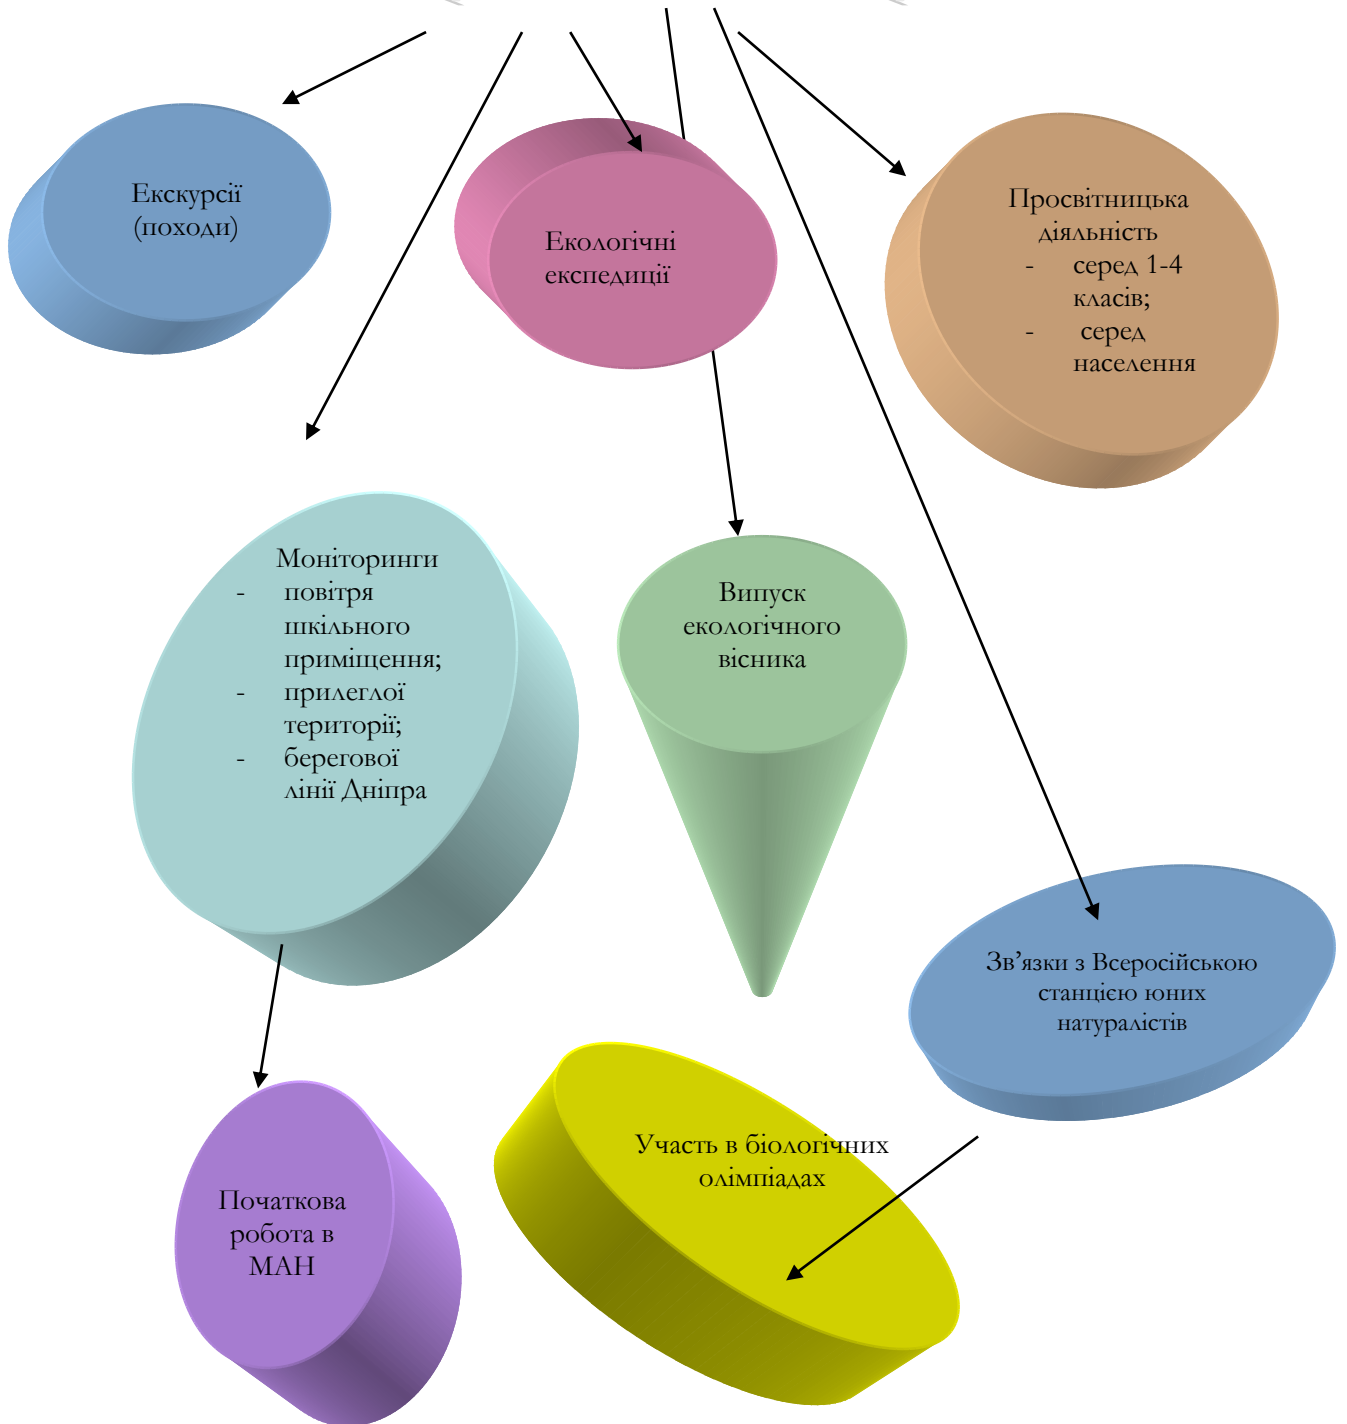 Екскурсії
(походи)
Екологічні
експедиції
Просвітницька
діяльність
- серед 1-4
класів;
- серед
населення
Моніторинги
- повітря
шкільного
приміщення;
- прилеглої
території;
- берегової
лінії Дніпра
Випуск
екологічного
вісника
Зв’язки з Всеросійською
станцією юних
натуралістів
Участь в біологічних
олімпіадах
Початкова
робота в
МАН